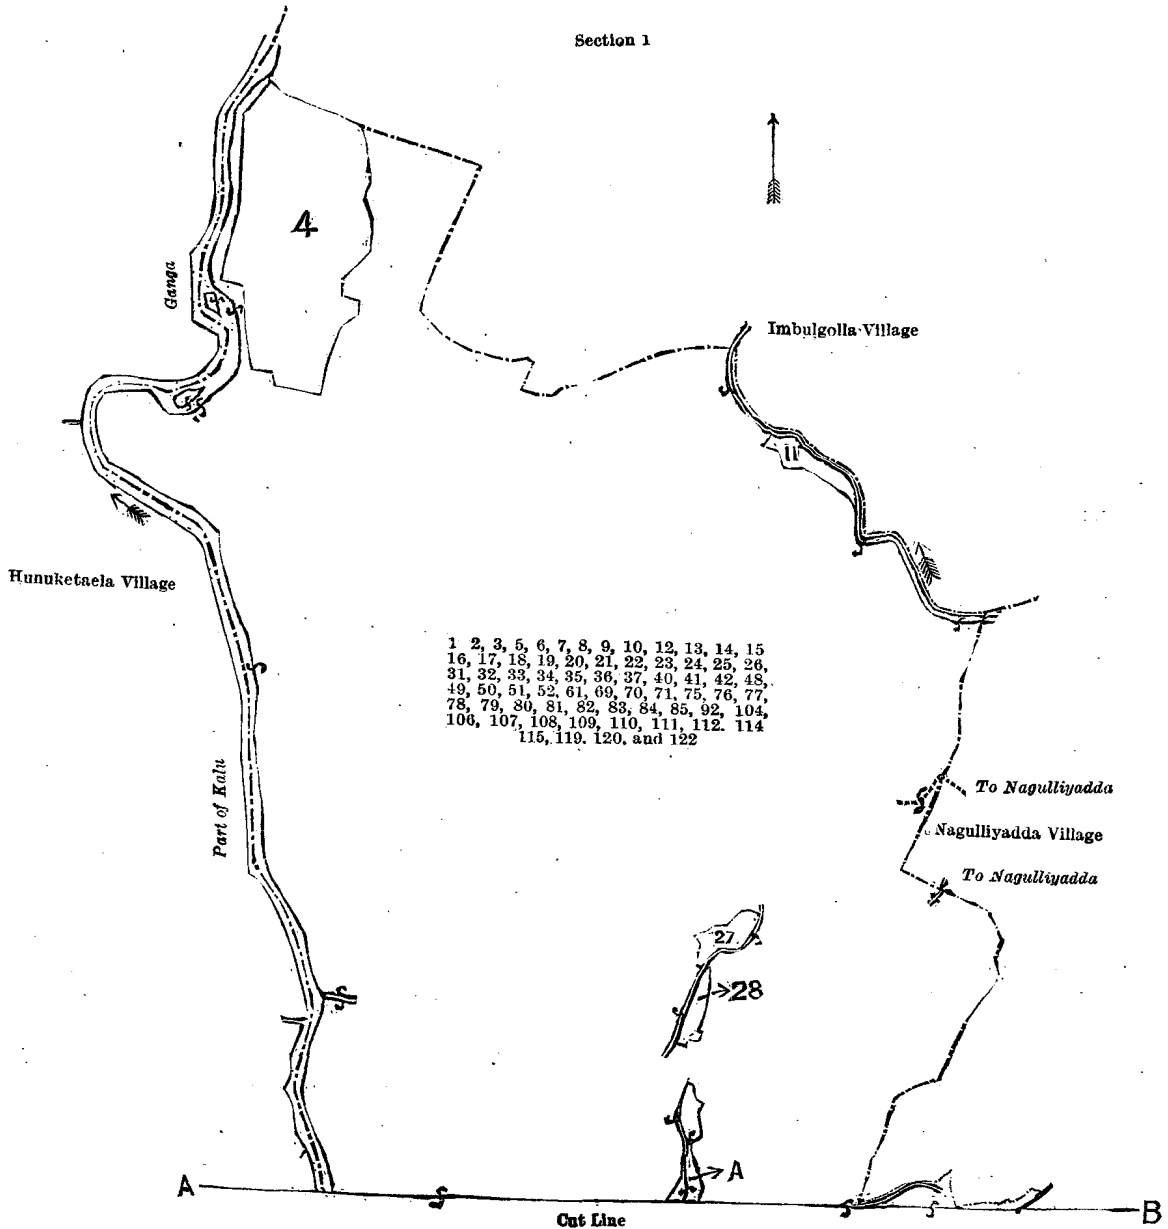 Section 1
4
Ganga
Imbulgolla Village
11
Hunuketaela Village
1 2, 3, 5, 6, 7, 8, 9, 10, 12, 13, 14, 15
16, 17, 18, 19, 20, 21, 22, 23, 24, 25, 26,
31, 32, 33, 34, 35, 36, 37, 40, 41, 42, 48,
49, 50, 51, 52, 61, 69, 70, 71, 75, 76, 77,
78, 79, 80, 81, 82, 83, 84, 85, 92, 104,
106, 107, 108, 109, 110, 111, 112. 114
115, 119. 120, and 122
Part of Kalu
To Nagulliyadda
Nagulliyadda Village
To Nagulliyadda
27
28
A
A
B
Cut Line